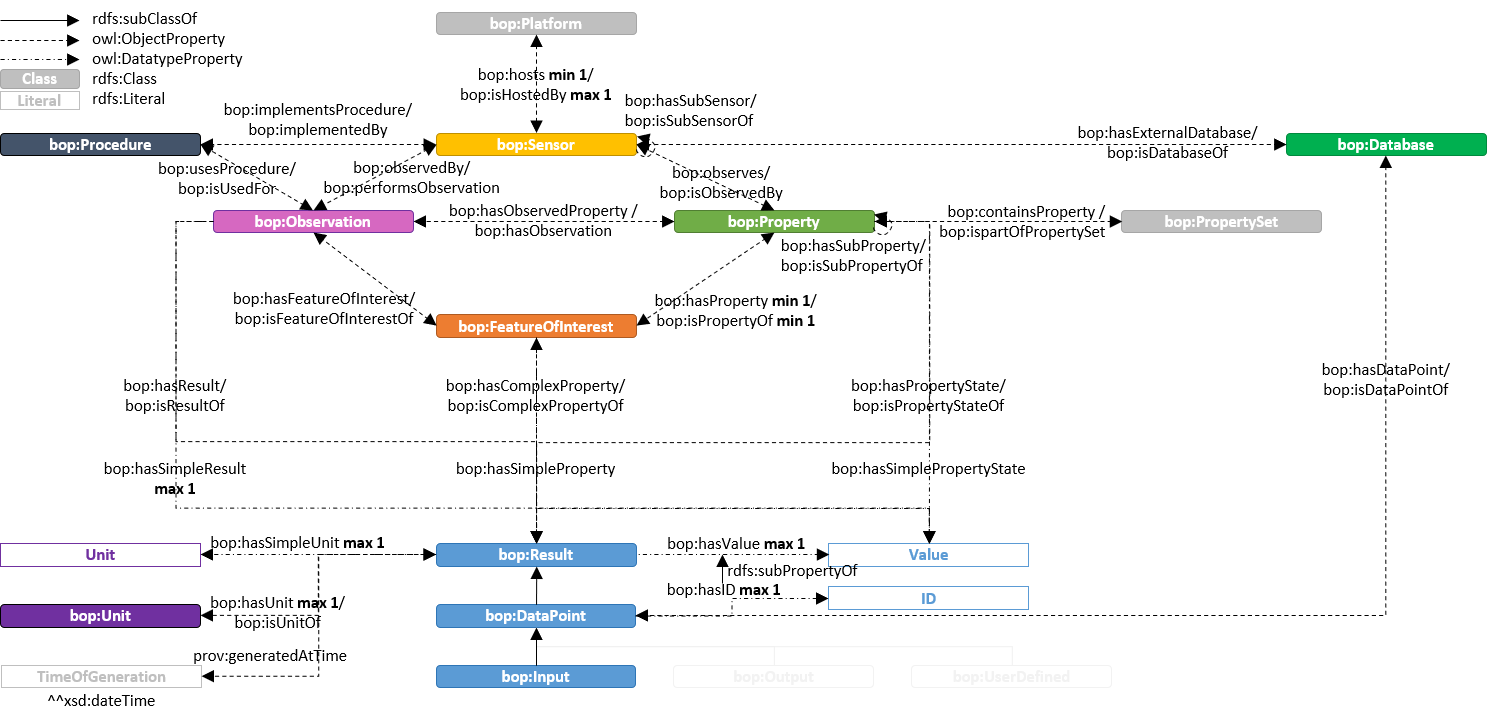 rdfs:subClassOf
owl:ObjectProperty
owl:DatatypeProperty
Class
rdfs:Class
Literal
rdfs:Literal
bop:Platform
bop:hosts min 1/
bop:isHostedBy max 1
bop:hasSubSensor/
bop:isSubSensorOf
bop:implementsProcedure/
bop:implementedBy
bop:hasExternalDatabase/
bop:isDatabaseOf
bop:Procedure
bop:Sensor
bop:Database
bop:usesProcedure/
bop:isUsedFor
bop:observedBy/
bop:performsObservation
bop:observes/
bop:isObservedBy
bop:Observation
bop:hasObservedProperty /
bop:hasObservation
bop:Property
bop:containsProperty /
bop:ispartOfPropertySet
bop:PropertySet
bop:hasSubProperty/
bop:isSubPropertyOf
bop:hasFeatureOfInterest/
bop:isFeatureOfInterestOf
bop:hasProperty min 1/
bop:isPropertyOf min 1
bop:FeatureOfInterest
bop:hasResult/
bop:isResultOf
bop:hasComplexProperty/
bop:isComplexPropertyOf
bop:hasPropertyState/
bop:isPropertyStateOf
bop:hasDataPoint/
bop:isDataPointOf
bop:hasSimpleResult
max 1
bop:hasSimpleProperty
bop:hasSimplePropertyState
Unit
bop:hasSimpleUnit max 1
bop:Result
bop:hasValue max 1
Value
rdfs:subPropertyOf
bop:hasID max 1
ID
bop:Unit
bop:hasUnit max 1/
bop:isUnitOf
bop:DataPoint
prov:generatedAtTime
TimeOfGeneration
^^xsd:dateTime
bop:Input
bop:Output
bop:UserDefined